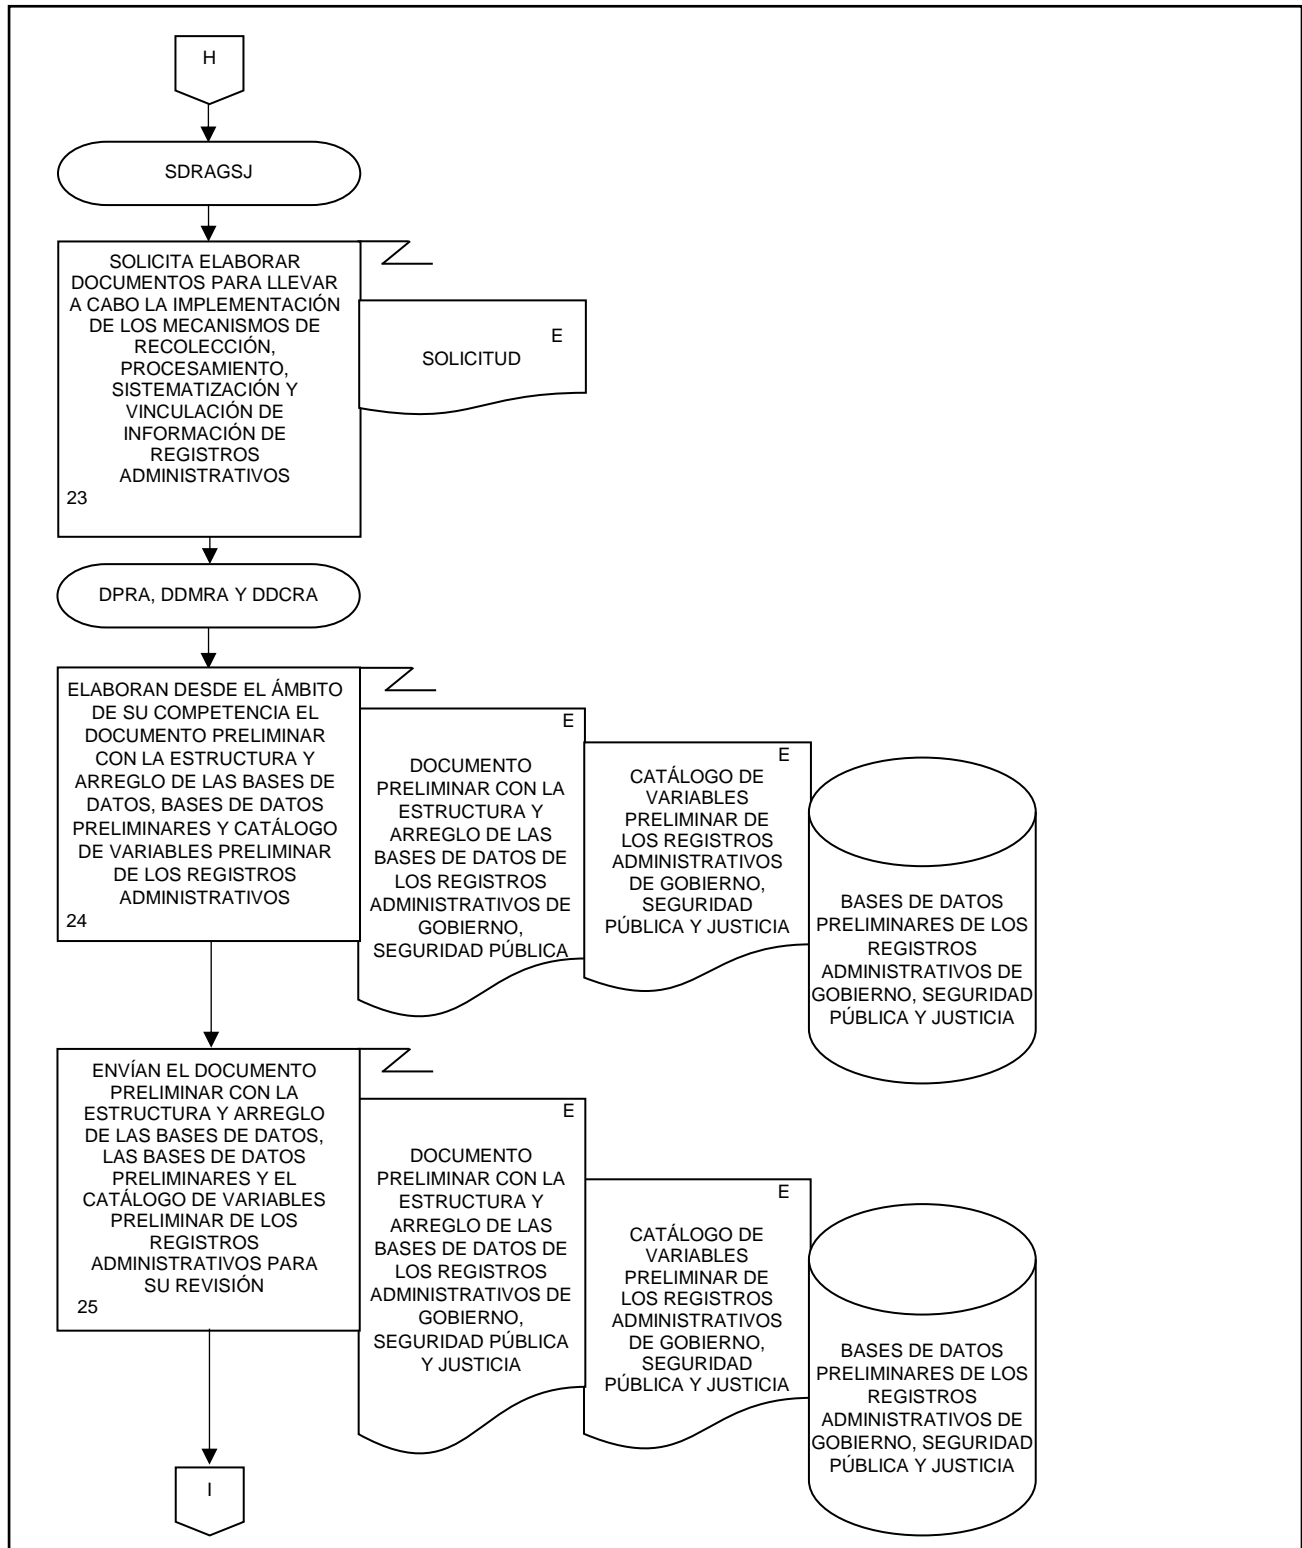 H
SDRAGSJ
SOLICITA ELABORAR
DOCUMENTOS PARA LLEVAR
A CABO LA IMPLEMENTACIÓN
DE LOS MECANISMOS DE
RECOLECCIÓN,
PROCESAMIENTO,
SISTEMATIZACIÓN Y
VINCULACIÓN DE
INFORMACIÓN DE
REGISTROS
ADMINISTRATIVOS
23
E
SOLICITUD
DPRA, DDMRA Y DDCRA
ELABORAN DESDE EL ÁMBITO
DE SU COMPETENCIA EL
DOCUMENTO PRELIMINAR
CON LA ESTRUCTURA Y
ARREGLO DE LAS BASES DE
DATOS, BASES DE DATOS
PRELIMINARES Y CATÁLOGO
DE VARIABLES PRELIMINAR
DE LOS REGISTROS
ADMINISTRATIVOS
24
E
DOCUMENTO
PRELIMINAR CON LA
ESTRUCTURA Y
ARREGLO DE LAS
BASES DE DATOS DE
LOS REGISTROS
ADMINISTRATIVOS DE
GOBIERNO,
SEGURIDAD PÚBLICA
E
CATÁLOGO DE
VARIABLES
PRELIMINAR DE
LOS REGISTROS
ADMINISTRATIVOS
DE GOBIERNO,
SEGURIDAD
PÚBLICA Y JUSTICIA
BASES DE DATOS
PRELIMINARES DE LOS
REGISTROS
ADMINISTRATIVOS DE
GOBIERNO, SEGURIDAD
PÚBLICA Y JUSTICIA
ENVÍAN EL DOCUMENTO
PRELIMINAR CON LA
ESTRUCTURA Y ARREGLO
DE LAS BASES DE DATOS,
LAS BASES DE DATOS
PRELIMINARES Y EL
CATÁLOGO DE VARIABLES
PRELIMINAR DE LOS
REGISTROS
ADMINISTRATIVOS PARA
SU REVISIÓN
25
E
DOCUMENTO
PRELIMINAR CON LA
ESTRUCTURA Y
ARREGLO DE LAS
BASES DE DATOS DE
LOS REGISTROS
ADMINISTRATIVOS DE
GOBIERNO,
SEGURIDAD PÚBLICA
Y JUSTICIA
E
CATÁLOGO DE
VARIABLES
PRELIMINAR DE
LOS REGISTROS
ADMINISTRATIVOS
DE GOBIERNO,
SEGURIDAD
PÚBLICA Y JUSTICIA
BASES DE DATOS
PRELIMINARES DE LOS
REGISTROS
ADMINISTRATIVOS DE
GOBIERNO, SEGURIDAD
PÚBLICA Y JUSTICIA
I